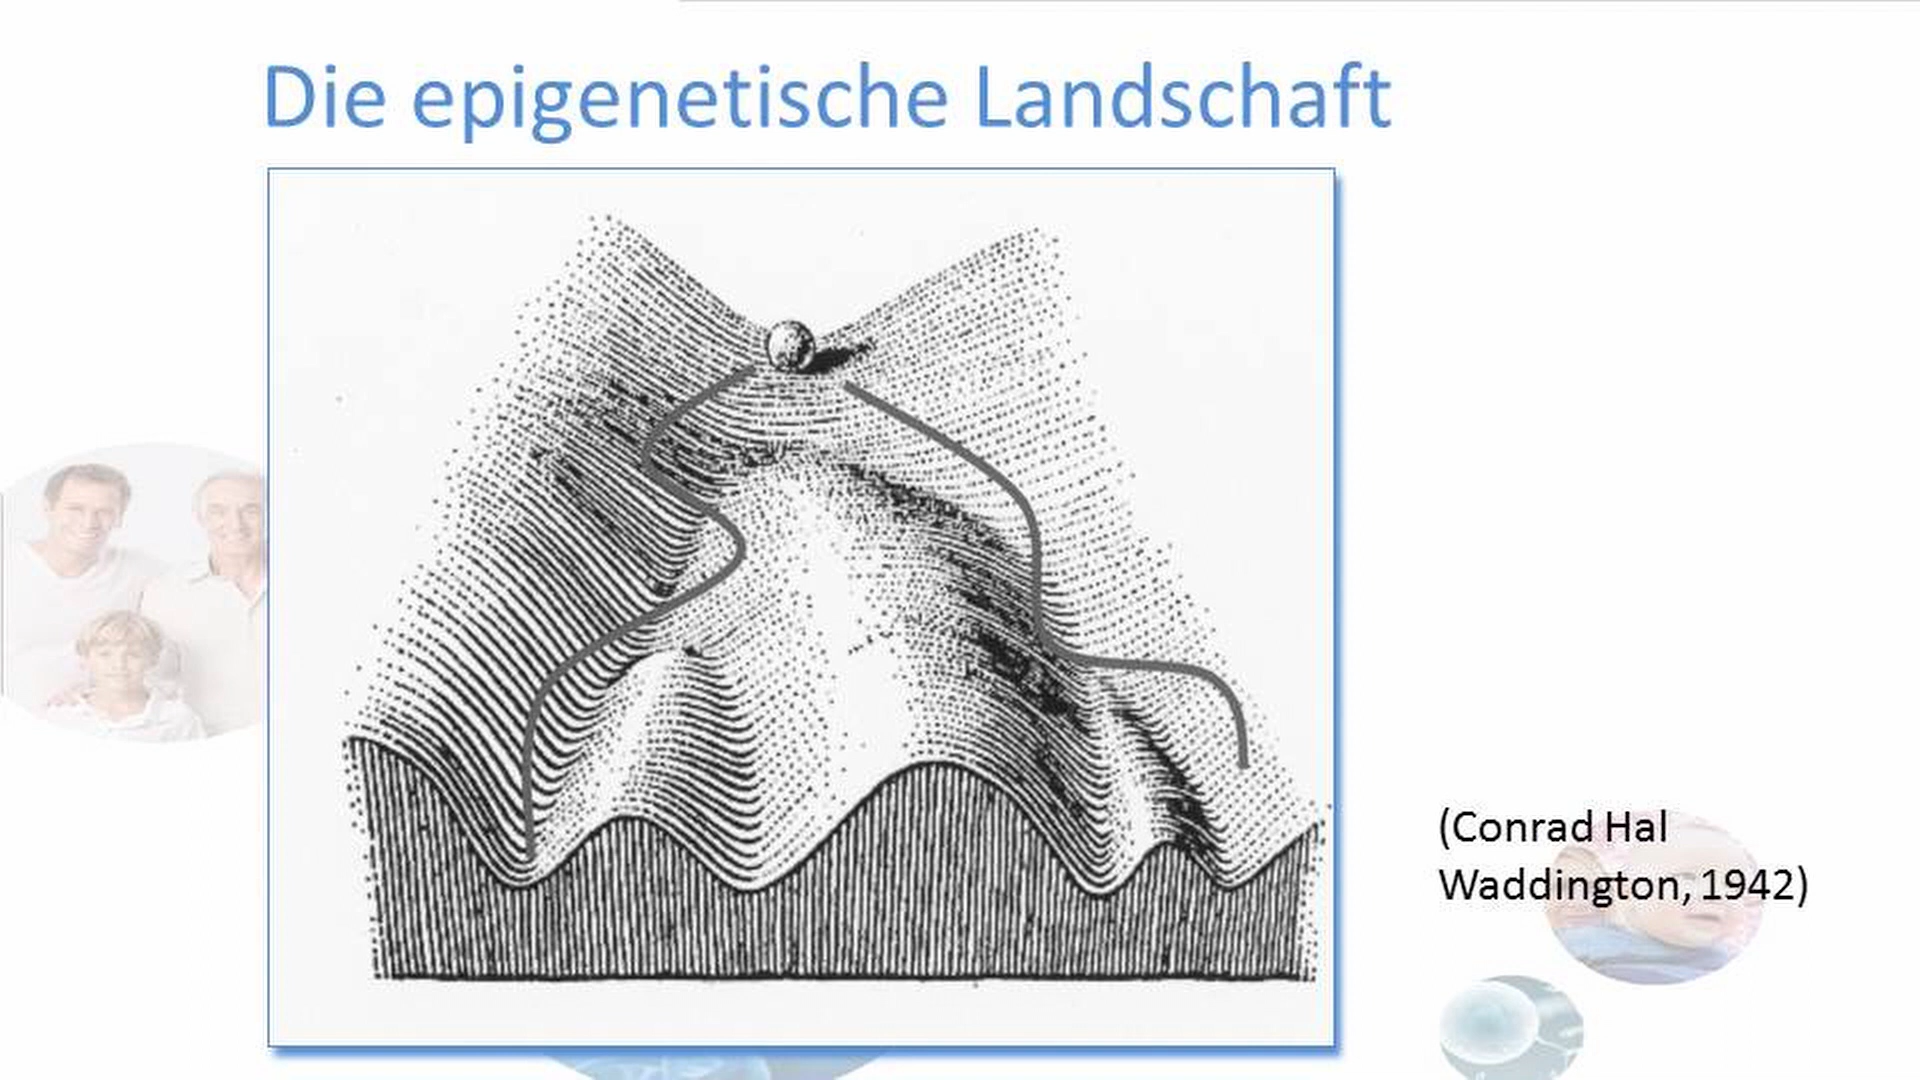 Die epigenetische Landschaft
(Conrad Hal
Waddington, 1942)